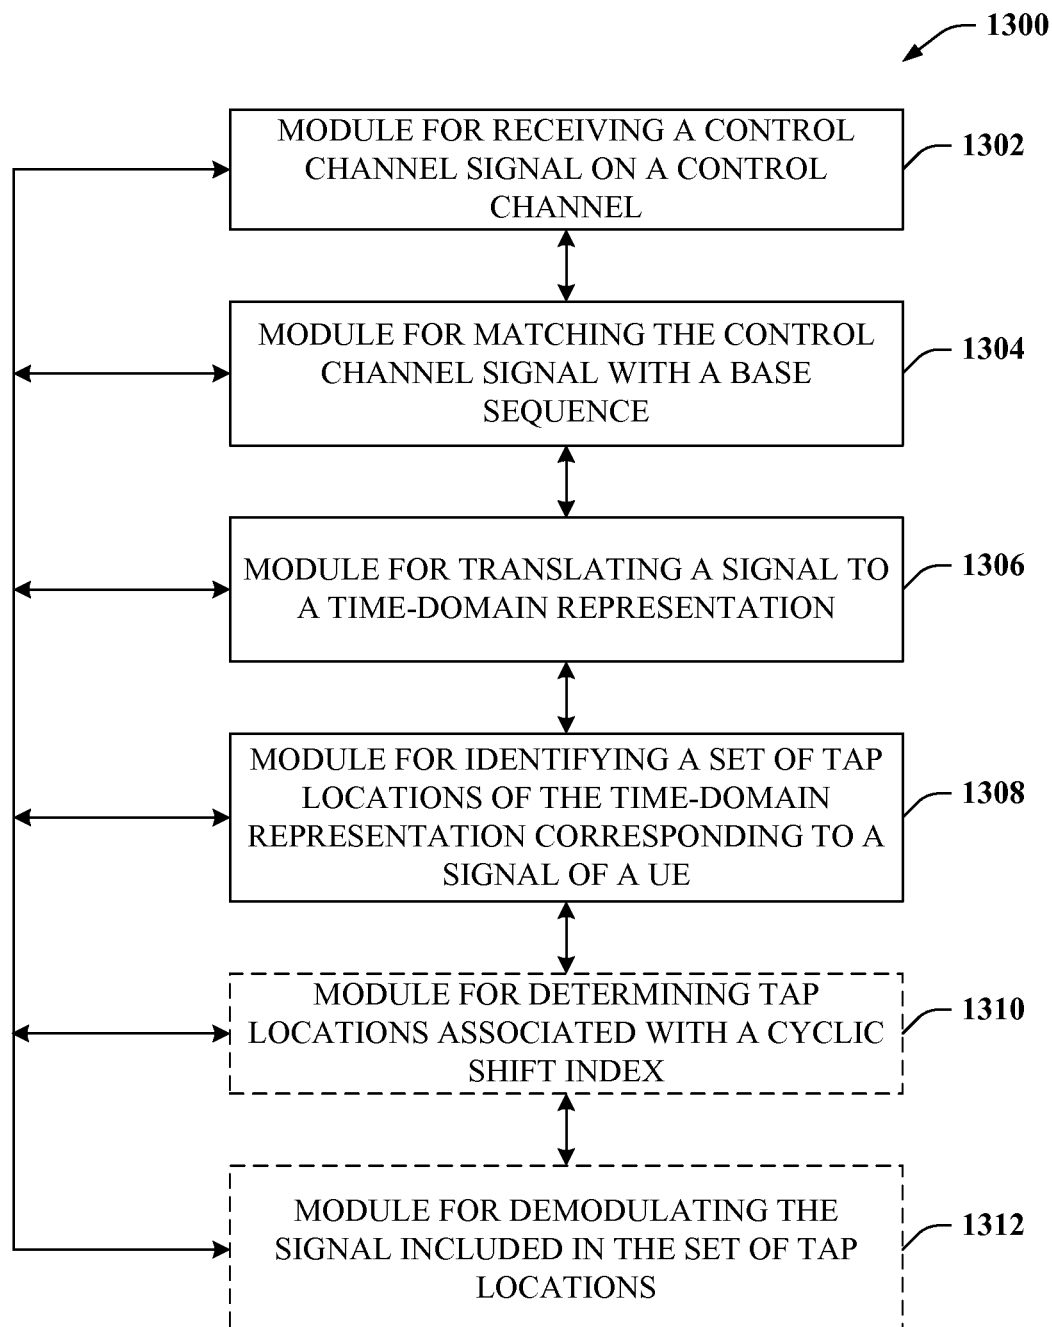 1300
MODULE FOR RECEIVING A CONTROL
CHANNEL SIGNAL ON A CONTROL
CHANNEL
1302
MODULE FOR MATCHING THE CONTROL
CHANNEL SIGNAL WITH A BASE
SEQUENCE
1304
MODULE FOR TRANSLATING A SIGNAL TO
A TIME-DOMAIN REPRESENTATION
1306
MODULE FOR IDENTIFYING A SET OF TAP
LOCATIONS OF THE TIME-DOMAIN
REPRESENTATION CORRESPONDING TO A
SIGNAL OF A UE
1308
MODULE FOR DETERMINING TAP
LOCATIONS ASSOCIATED WITH A CYCLIC
SHIFT INDEX
1310
MODULE FOR DEMODULATING THE
SIGNAL INCLUDED IN THE SET OF TAP
LOCATIONS
1312